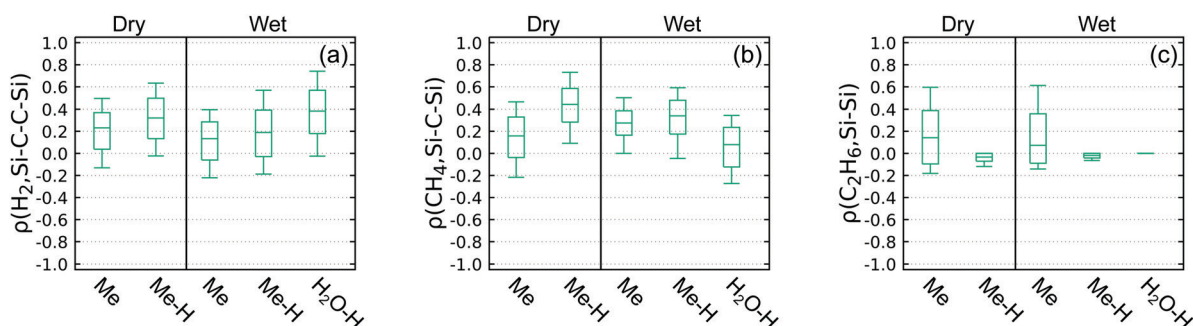 Dry Wet
(a)
ρ(H₂,Si-C-C-Si)
1.0
0.8
0.6
0.4
0.2
0.0
-0.2
-0.4
-0.6
-0.8
-1.0
Me Me-H Me Me-H H₂O-H
Dry Wet
(b)
ρ(CH₄,Si-C-Si)
1.0
0.8
0.6
0.4
0.2
0.0
-0.2
-0.4
-0.6
-0.8
-1.0
Me Me-H Me Me-H H₂O-H
Dry Wet
(c)
ρ(C₂H₆,Si-Si)
1.0
0.8
0.6
0.4
0.2
0.0
-0.2
-0.4
-0.6
-0.8
-1.0
Me Me-H Me Me-H H₂O-H